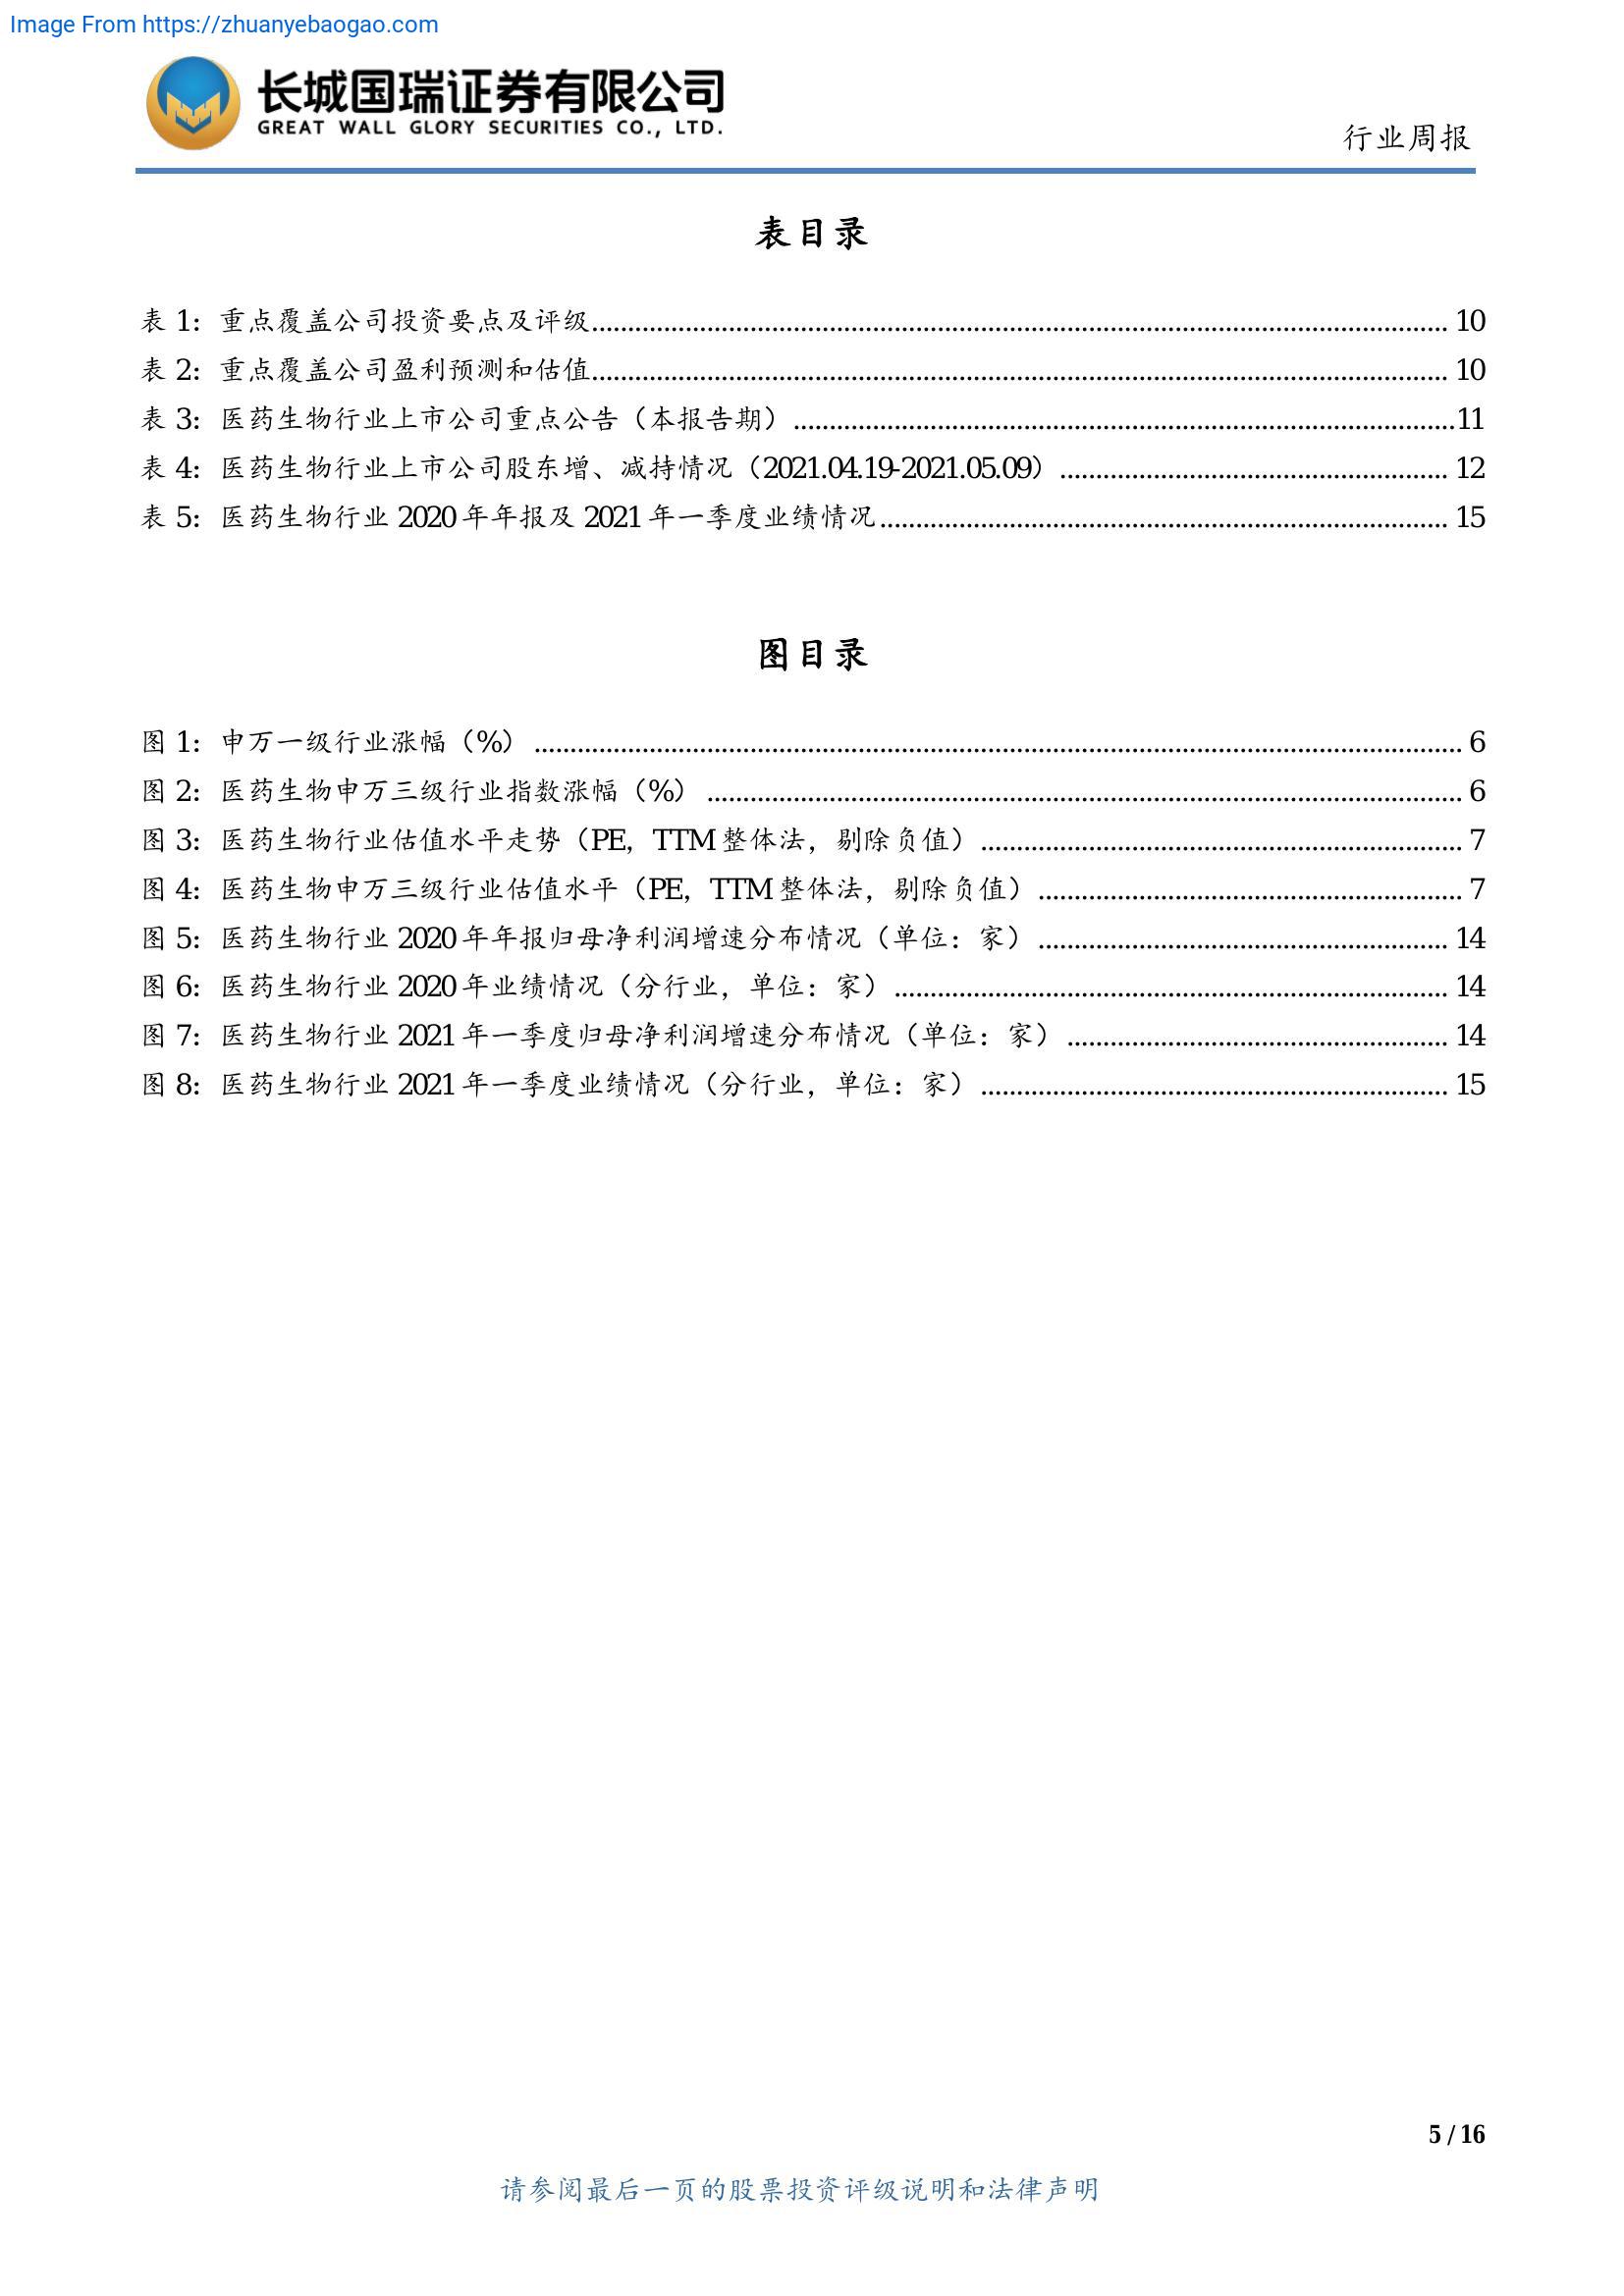 Image From https://zhuanyebaogao.com
长城国瑞证券有限公司
GREAT WALL GLORY SECURITIES CO., LTD.
行业周报
表目录
表 1：重点覆盖公司投资要点及评级 10
表 2：重点覆盖公司盈利预测和估值 10
表 3：医药生物行业上市公司重点公告（本报告期） 11
表 4：医药生物行业上市公司股东增、减持情况（2021.04.19-2021.05.09） 12
表 5：医药生物行业 2020 年年报及 2021 年一季度业绩情况 15
图目录
图 1：申万一级行业涨幅（%） 6
图 2：医药生物申万三级行业指数涨幅（%） 6
图 3：医药生物行业估值水平走势（PE，TTM 整体法，剔除负值） 7
图 4：医药生物申万三级行业估值水平（PE，TTM 整体法，剔除负值） 7
图 5：医药生物行业 2020 年年报归母净利润增速分布情况（单位：家） 14
图 6：医药生物行业 2020 年业绩情况（分行业，单位：家） 14
图 7：医药生物行业 2021 年一季度归母净利润增速分布情况（单位：家） 14
图 8：医药生物行业 2021 年一季度业绩情况（分行业，单位：家） 15
5 / 16
请参阅最后一页的股票投资评级说明和法律声明